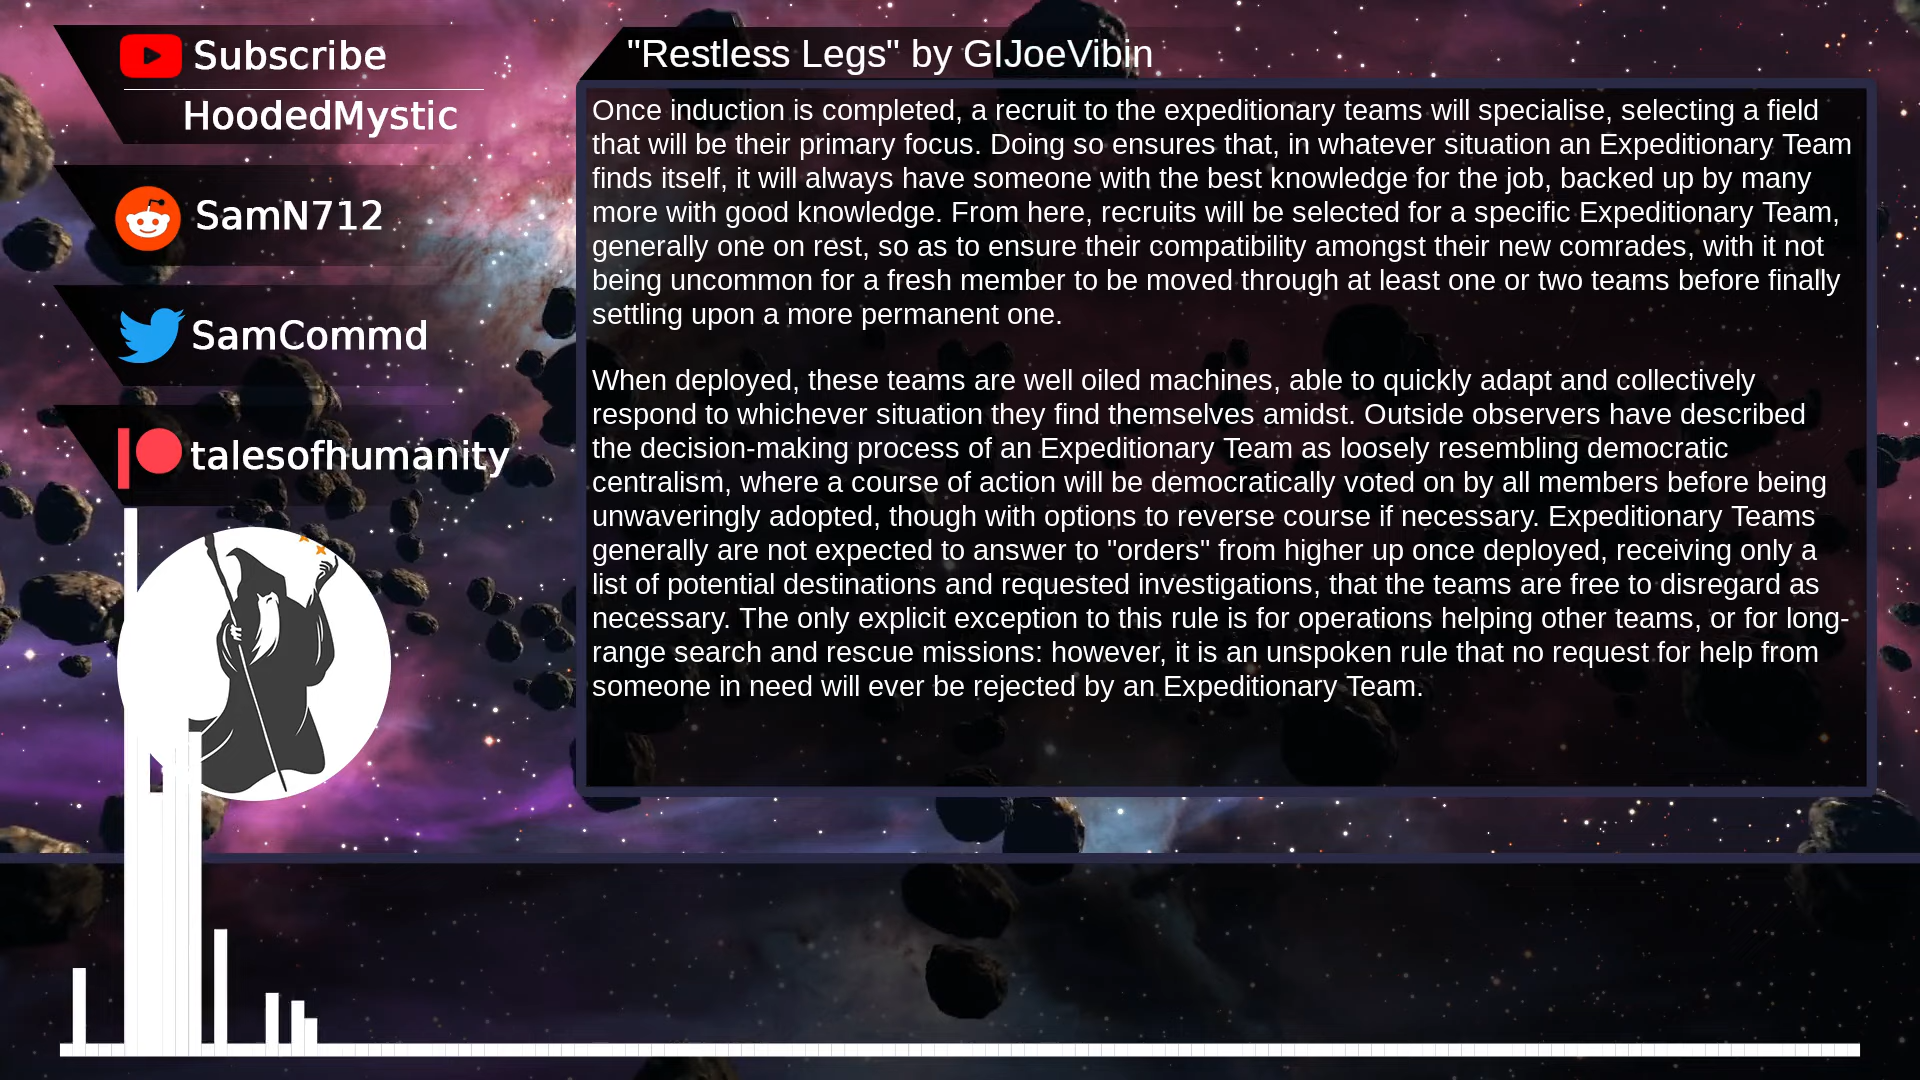 Subscribe
HoodedMystic
SamN712
SamCommd
talesofhumanity
"Restless Legs" by GIJoeVibin
Once induction is completed, a recruit to the expeditionary teams will specialise, selecting a field
that will be their primary focus. Doing so ensures that, in whatever situation an Expeditionary Team
finds itself, it will always have someone with the best knowledge for the job, backed up by many
more with good knowledge. From here, recruits will be selected for a specific Expeditionary Team,
generally one on rest, so as to ensure their compatibility amongst their new comrades, with it not
being uncommon for a fresh member to be moved through at least one or two teams before finally
settling upon a more permanent one.
When deployed, these teams are well oiled machines, able to quickly adapt and collectively
respond to whichever situation they find themselves amidst. Outside observers have described
the decision-making process of an Expeditionary Team as loosely resembling democratic
centralism, where a course of action will be democratically voted on by all members before being
unwaveringly adopted, though with options to reverse course if necessary. Expeditionary Teams
generally are not expected to answer to "orders" from higher up once deployed, receiving only a
list of potential destinations and requested investigations, that the teams are free to disregard as
necessary. The only explicit exception to this rule is for operations helping other teams, or for long-
range search and rescue missions: however, it is an unspoken rule that no request for help from
someone in need will ever be rejected by an Expeditionary Team.